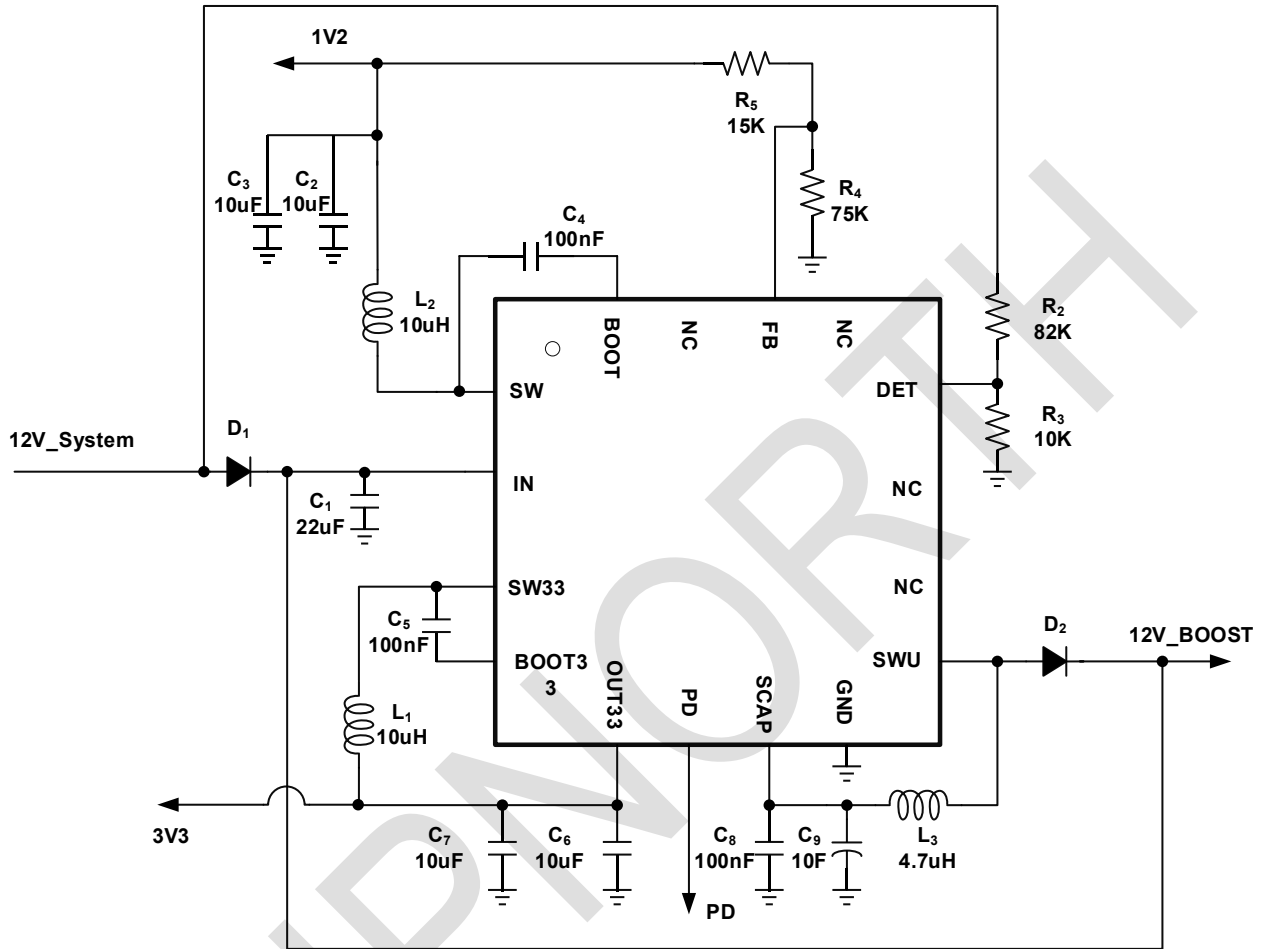 1V2
R5
15K
C3
10uF
C2
10uF
R4
75K
C4
100nF
L2
10uH
BOOT
NC
FB
NC
R2
82K
SW
DET
R3
10K
12V_System
D1
IN
NC
C1
22uF
SW33
NC
C5
100nF
D2
12V_BOOST
BOOT3
3
SWU
OUT33
PD
SCAP
GND
L1
10uH
3V3
C7
10uF
C6
10uF
C8
100nF
C9
10F
L3
4.7uH
PD